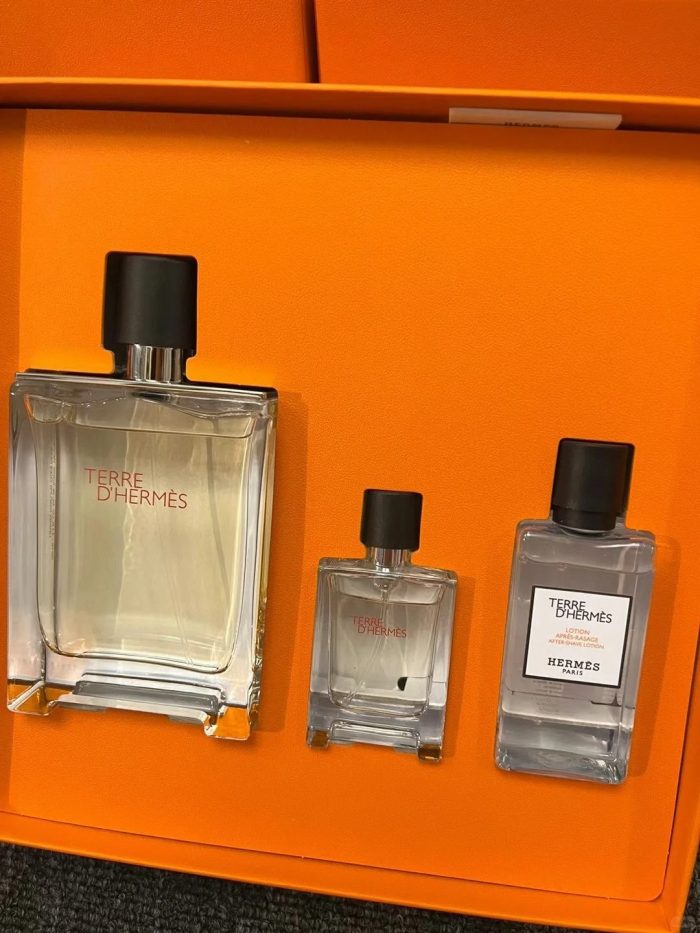 TERRE
D'HERMÈS
TERRE
D'HERMÈS
TERRE
D'HERMÈS
LOTION
APRÈS-RASAGE
AFTER-SHAVE LOTION
HERMÈS
PARIS